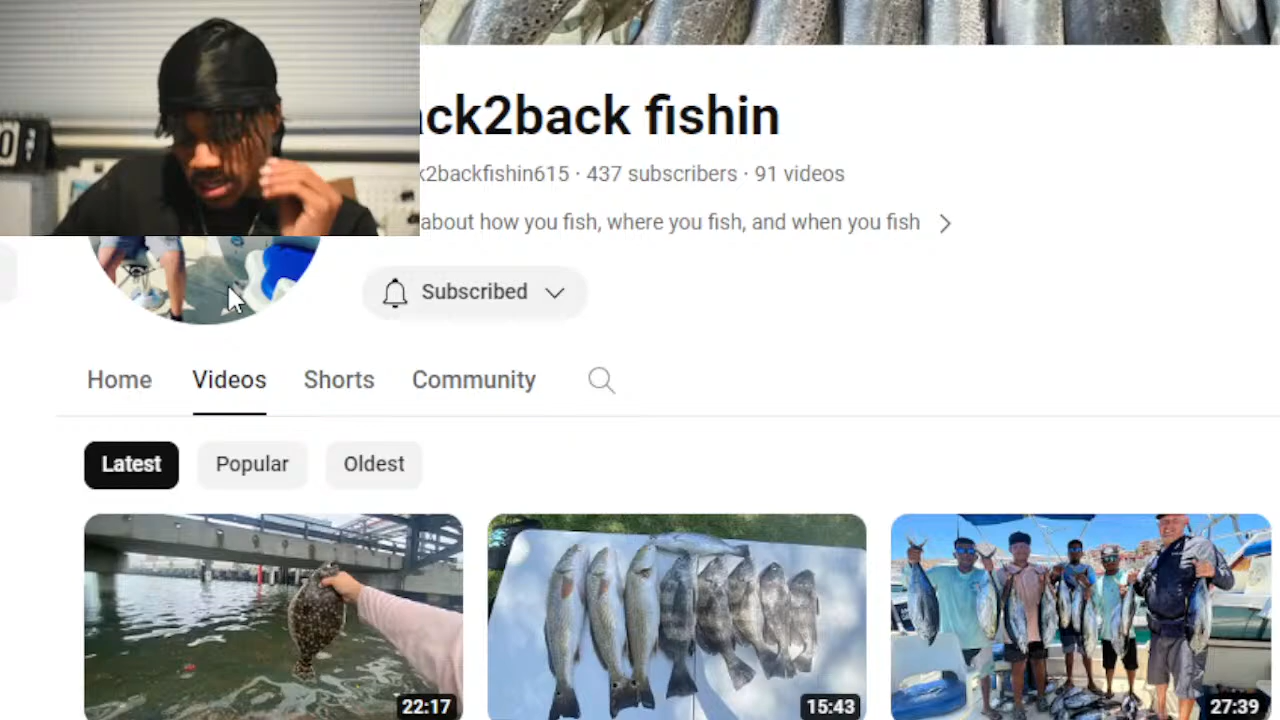 ck2back fishin
k2backfishin615 · 437 subscribers · 91 videos
about how you fish, where you fish, and when you fish
Subscribed
Home Videos Shorts Community
Latest Popular Oldest
22:17 15:43 27:39